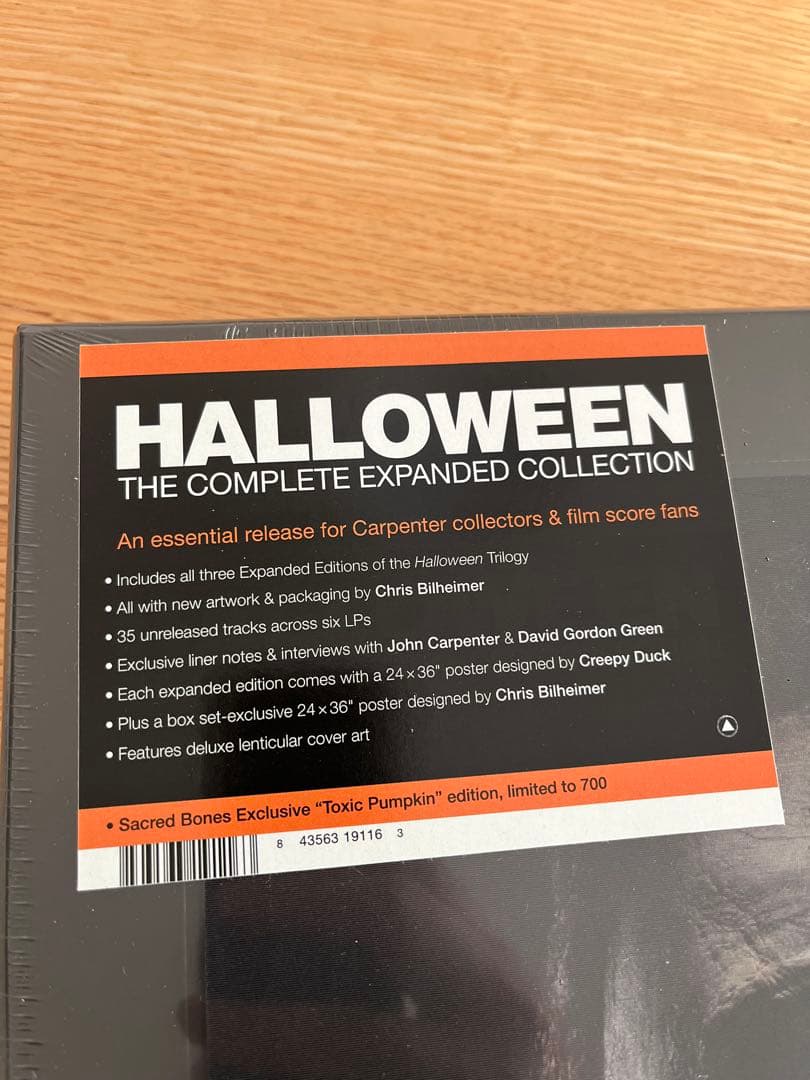 HALLOWEEN
THE COMPLETE EXPANDED COLLECTION
An essential release for Carpenter collectors & film score fans
• Includes all three Expanded Editions of the Halloween Trilogy
• All with new artwork & packaging by Chris Bilheimer
• 35 unreleased tracks across six LPs
• Exclusive liner notes & interviews with John Carpenter & David Gordon Green
• Each expanded edition comes with a 24 × 36" poster designed by Creepy Duck
• Plus a box set-exclusive 24 × 36" poster designed by Chris Bilheimer
• Features deluxe lenticular cover art
• Sacred Bones Exclusive “Toxic Pumpkin” edition, limited to 700
8 43563 19116 3